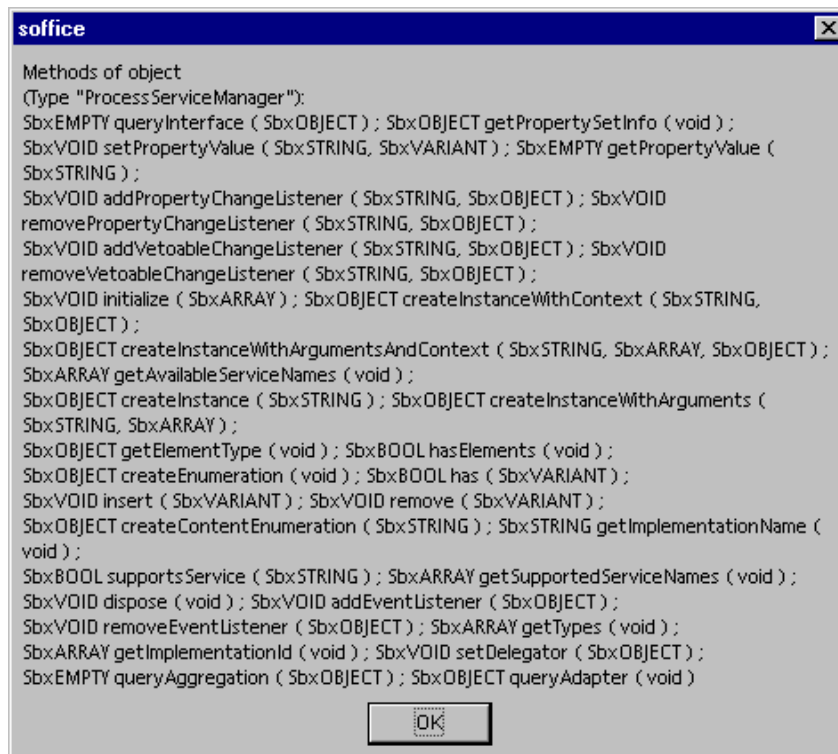 soffice
Methods of object
(Type "ProcessServiceManager"):
SbxEMPTY queryInterface ( SbxOBJECT ) ; SbxOBJECT getPropertySetInfo ( void ) ;
SbxVOID setPropertyValue ( SbxSTRING, SbxVARIANT ) ; SbxEMPTY getPropertyValue (
SbxSTRING ) ;
SbxVOID addPropertyChangeListener ( SbxSTRING, SbxOBJECT ) ; SbxVOID
removePropertyChangeListener ( SbxSTRING, SbxOBJECT ) ;
SbxVOID addVetoableChangeListener ( SbxSTRING, SbxOBJECT ) ; SbxVOID
removeVetoableChangeListener ( SbxSTRING, SbxOBJECT ) ;
SbxVOID initialize ( SbxARRAY ) ; SbxOBJECT createInstanceWithContext ( SbxSTRING,
SbxOBJECT ) ;
SbxOBJECT createInstanceWithArgumentsAndContext ( SbxSTRING, SbxARRAY, SbxOBJECT ) ;
SbxARRAY getAvailableServiceNames ( void ) ;
SbxOBJECT createInstance ( SbxSTRING ) ; SbxOBJECT createInstanceWithArguments (
SbxSTRING, SbxARRAY ) ;
SbxOBJECT getElementType ( void ) ; SbxBOOL hasElements ( void ) ;
SbxOBJECT createEnumeration ( void ) ; SbxBOOL has ( SbxVARIANT ) ;
SbxVOID insert ( SbxVARIANT ) ; SbxVOID remove ( SbxVARIANT ) ;
SbxOBJECT createContentEnumeration ( SbxSTRING ) ; SbxSTRING getImplementationName (
void ) ;
SbxBOOL supportsService ( SbxSTRING ) ; SbxARRAY getSupportedServiceNames ( void ) ;
SbxVOID dispose ( void ) ; SbxVOID addEventListener ( SbxOBJECT ) ;
SbxVOID removeEventListener ( SbxOBJECT ) ; SbxARRAY getTypes ( void ) ;
SbxARRAY getImplementationId ( void ) ; SbxVOID setDelegator ( SbxOBJECT ) ;
SbxEMPTY queryAggregation ( SbxOBJECT ) ; SbxOBJECT queryAdapter ( void )
OK